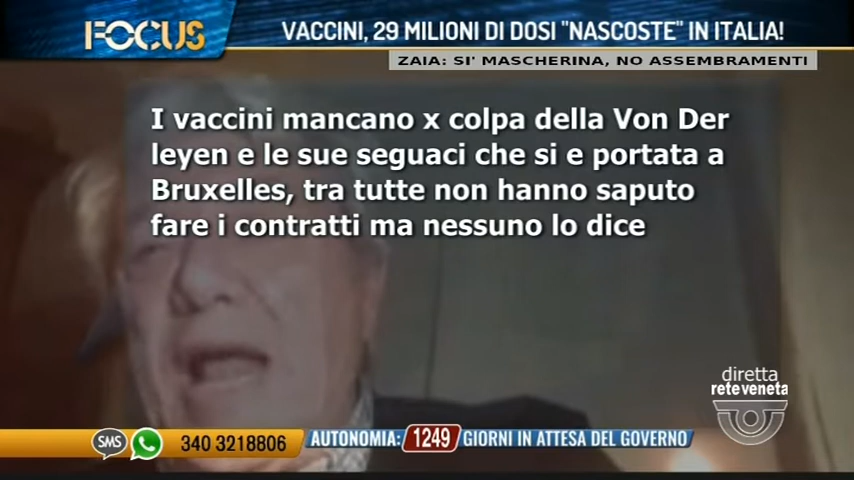 FOCUS
VACCINI, 29 MILIONI DI DOSI "NASCOSTE" IN ITALIA!
ZAIA: SI' MASCHERINA, NO ASSEMBRAMENTI
I vaccini mancano x colpa della Von Der
leyen e le sue seguaci che si e portata a
Bruxelles, tra tutte non hanno saputo
fare i contratti ma nessuno lo dice
diretta
reteveneta
SMS 340 3218806 AUTONOMIA: 1249 GIORNI IN ATTESA DEL GOVERNO